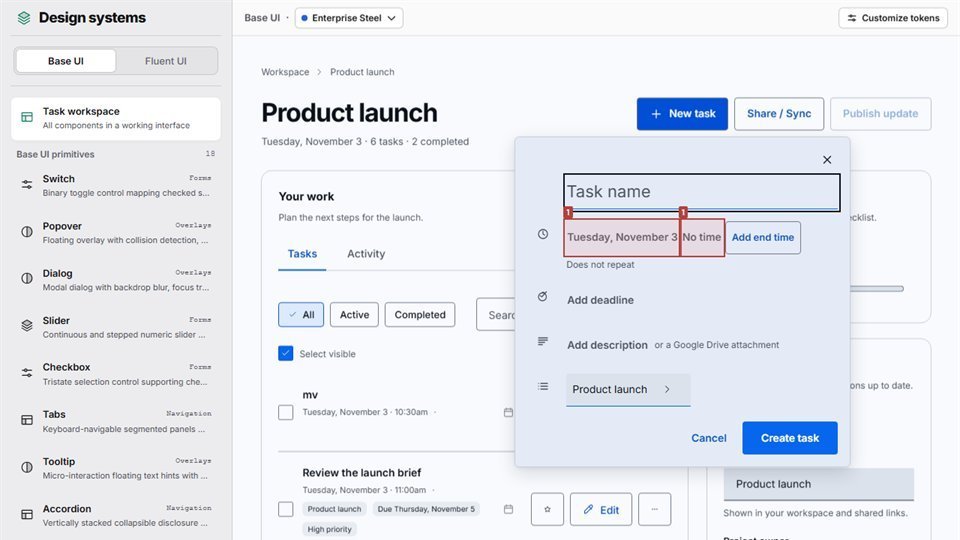 Design systems
Base UI
Fluent UI
Task workspace
All components in a working interface
Base UI primitives 18
Switch Forms
Binary toggle control mapping checked s...
Popover Overlays
Floating overlay with collision detection, ...
Dialog Overlays
Modal dialog with backdrop blur, focus tr...
Slider Forms
Continuous and stepped numeric slider ...
Checkbox Forms
Tristate selection control supporting che...
Tabs Navigation
Keyboard-navigable segmented panels ...
Tooltip Overlays
Micro-interaction floating text hints with ...
Accordion Navigation
Vertically stacked collapsible disclosure ...
Base UI · Enterprise Steel
Customize tokens
Workspace > Product launch
Product launch
Tuesday, November 3 · 6 tasks · 2 completed
+ New task
Share / Sync
Publish update
Your work
Plan the next steps for the launch.
Tasks
Activity
All
Active
Completed
Searc
Select visible
mv
Tuesday, November 3 · 10:30am ·
Review the launch brief
Tuesday, November 3 · 11:00am ·
Product launch
Due Thursday, November 5
High priority
Edit
...
Task name
1
1
Tuesday, November 3
No time
Add end time
Does not repeat
Add deadline
Add description or a Google Drive attachment
Product launch
Cancel
Create task
ecklist.
ons up to date.
Product launch
Shown in your workspace and shared links.